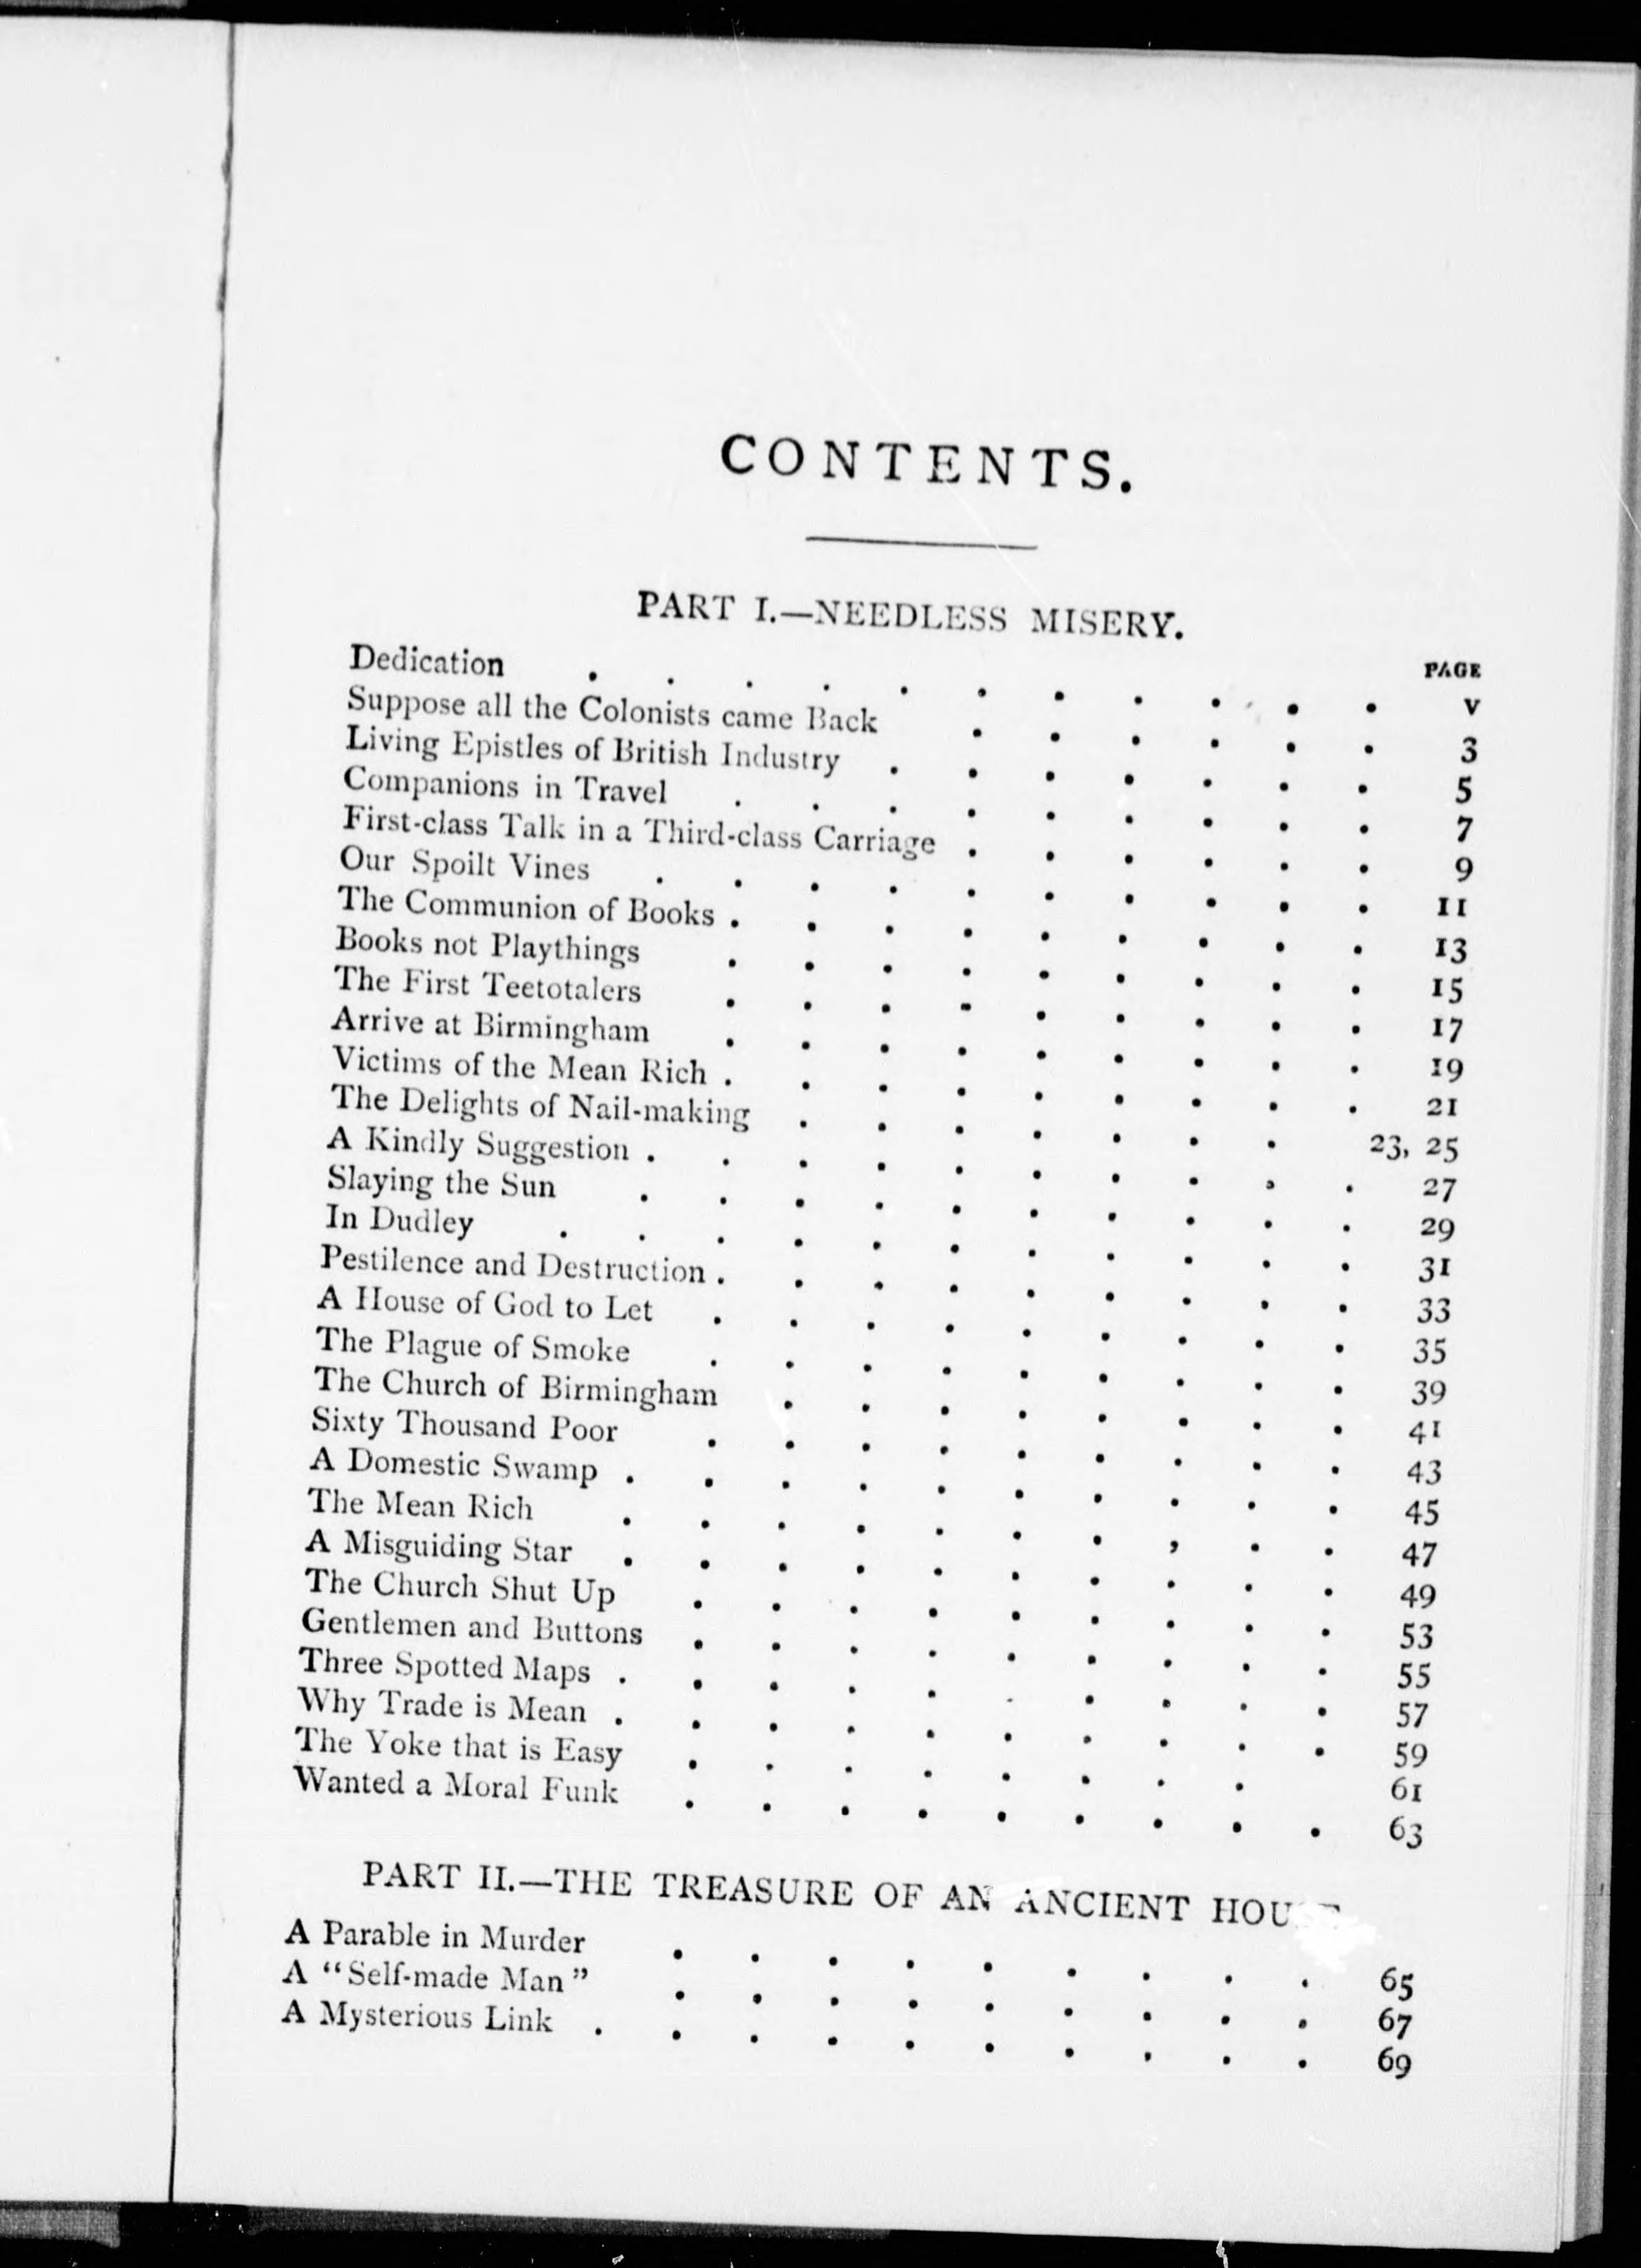 CONTENTS.
PART I.—NEEDLESS MISERY.
PAGE
Dedication . . . . . . . . . . . v
Suppose all the Colonists came Back . . . . . . 3
Living Epistles of British Industry . . . . . . . 5
Companions in Travel . . . . . . . . . 7
First-class Talk in a Third-class Carriage . . . . . . 9
Our Spoilt Vines . . . . . . . . . . 11
The Communion of Books . . . . . . . . . 13
Books not Playthings . . . . . . . . . 15
The First Teetotalers . . . . . . . . . 17
Arrive at Birmingham . . . . . . . . . 19
Victims of the Mean Rich . . . . . . . . . 21
The Delights of Nail-making . . . . . . . 23, 25
A Kindly Suggestion . . . . . . . . . . 27
Slaying the Sun . . . . . . . . . . 29
In Dudley . . . . . . . . . . . 31
Pestilence and Destruction . . . . . . . . . 33
A House of God to Let . . . . . . . . . 35
The Plague of Smoke . . . . . . . . . 39
The Church of Birmingham . . . . . . . . 41
Sixty Thousand Poor . . . . . . . . . 43
A Domestic Swamp . . . . . . . . . . 45
The Mean Rich . . . . . . . . . . 47
A Misguiding Star . . . . . . . . . . 49
The Church Shut Up . . . . . . . . . 53
Gentlemen and Buttons . . . . . . . . . 55
Three Spotted Maps . . . . . . . . . . 57
Why Trade is Mean . . . . . . . . . . 59
The Yoke that is Easy . . . . . . . . 61
Wanted a Moral Funk . . . . . . . . . 63
PART II.—THE TREASURE OF AN ANCIENT HOUSE
A Parable in Murder . . . . . . . . . 65
A "Self-made Man" . . . . . . . . . 67
A Mysterious Link . . . . . . . . . . 69